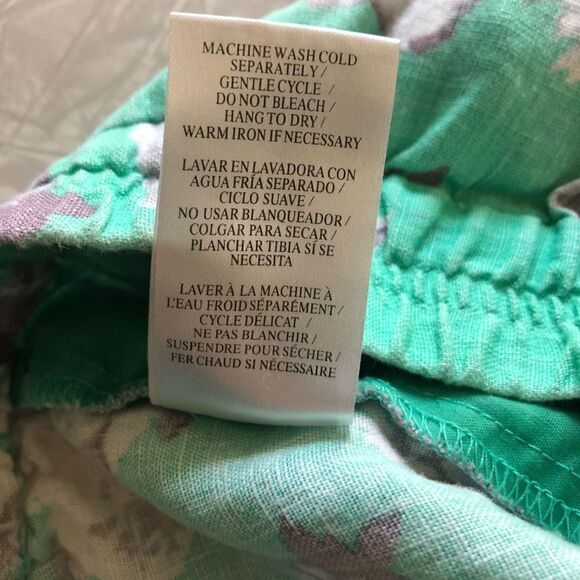 MACHINE WASH COLD
SEPARATELY /
GENTLE CYCLE /
DO NOT BLEACH /
HANG TO DRY /
WARM IRON IF NECESSARY
LAVAR EN LAVADORA CON
AGUA FRÍA SEPARADO /
CICLO SUAVE /
NO USAR BLANQUEADOR /
COLGAR PARA SECAR /
PLANCHAR TIBIA SÍ SE
NECESITA
LAVER À LA MACHINE À
L'EAU FROID SÉPARÉMENT /
CYCLE DÉLICAT /
NE PAS BLANCHIR /
SUSPENDRE POUR SÉCHER /
FER CHAUD SI NÉCESSAIRE